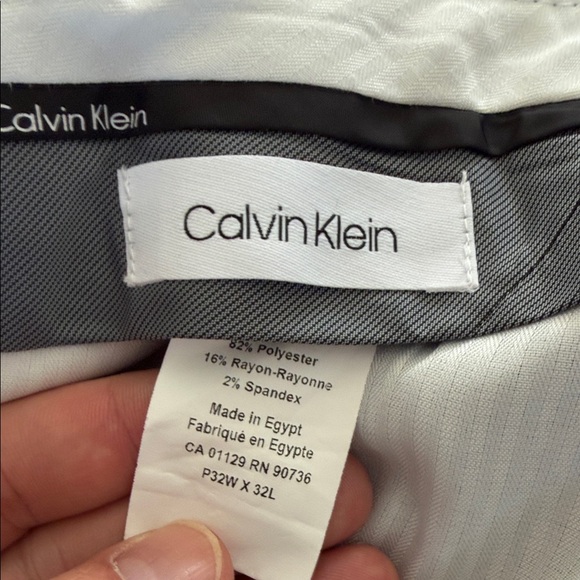 Calvin Klein
Calvin Klein
82% Polyester
16% Rayon-Rayonne
2% Spandex
Made in Egypt
Fabriqué en Egypte
CA 01129 RN 90736
P32W X 32L